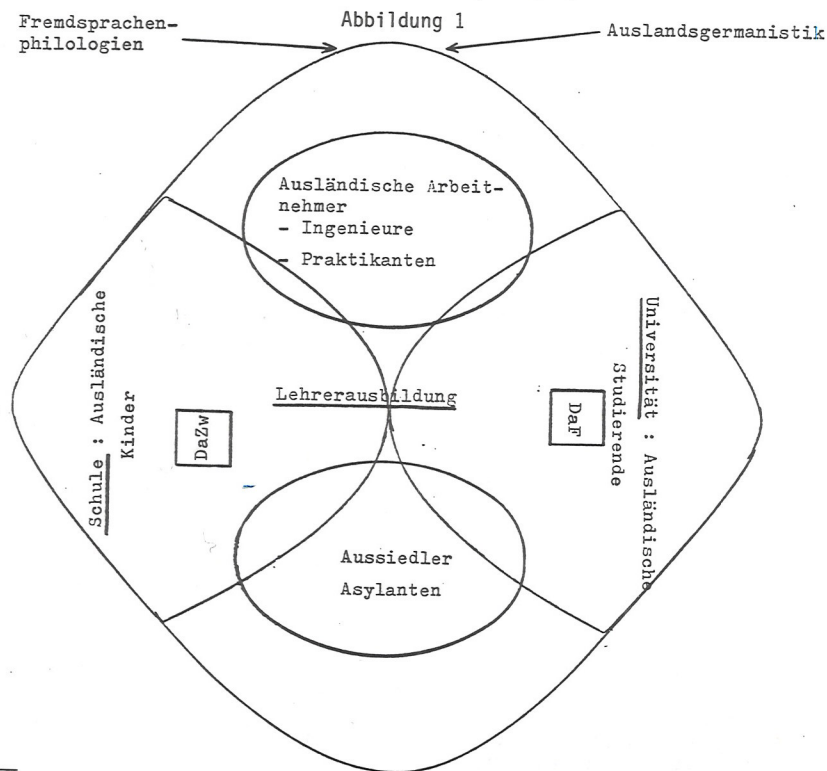 Abbildung 1
Fremdsprachen-
philologien
Auslandsgermanistik
Ausländische Arbeit-
nehmer
- Ingenieure
- Praktikanten
Schule : Ausländische
Kinder
DaZw
Lehrerausbildung
DaF
Universität : Ausländische
Studierende
Aussiedler
Asylanten